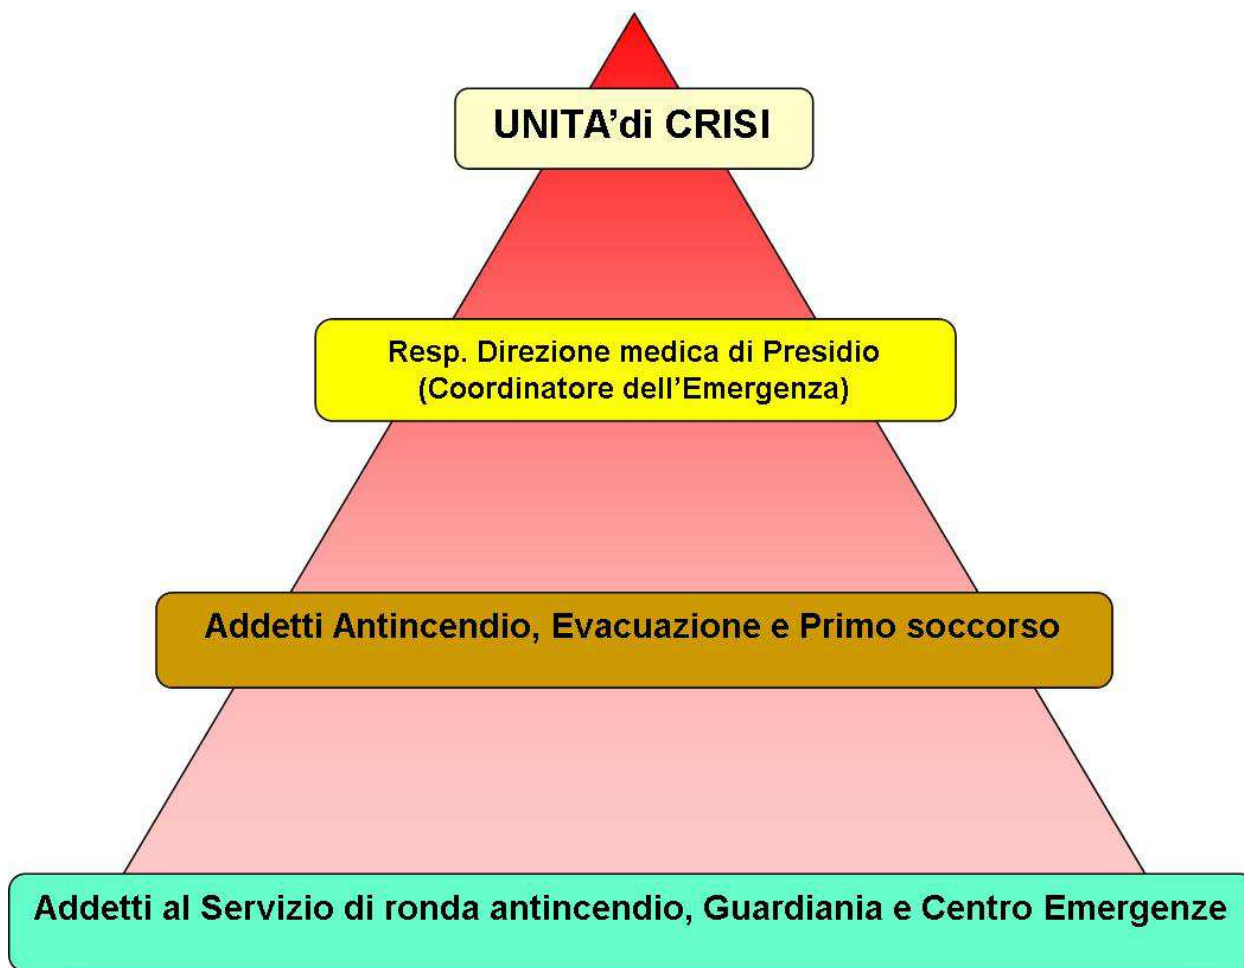 UNITA'di CRISI
Resp. Direzione medica di Presidio
(Coordinatore dell'Emergenza)
Addetti Antincendio, Evacuazione e Primo soccorso
Addetti al Servizio di ronda antincendio, Guardiania e Centro Emergenze